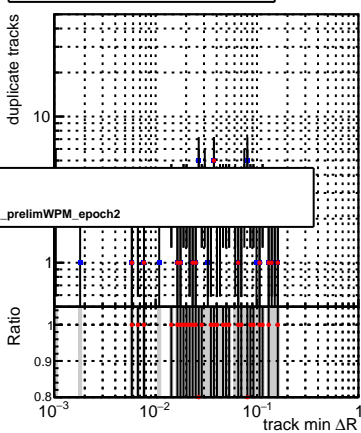 duplicate tracks
10
_prelimWPM_epoch2
1
Ratio
1
0.9
0.8
10⁻³ 10⁻² 10⁻¹ 1
track min ΔR